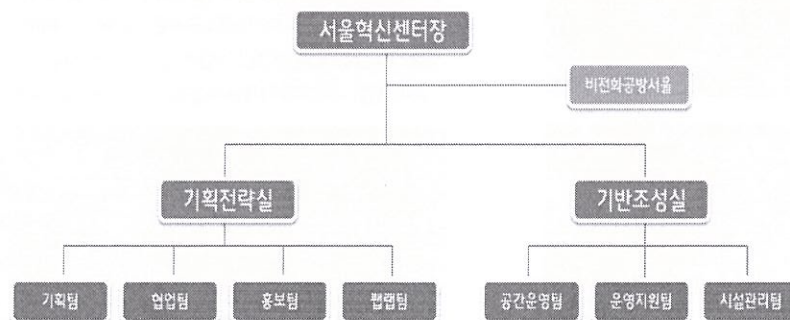 서울혁신센터장
비전화공방서울
기획전략실
기반조성실
기획팀
협업팀
홍보팀
팹랩팀
공간운영팀
운영지원팀
시설관리팀